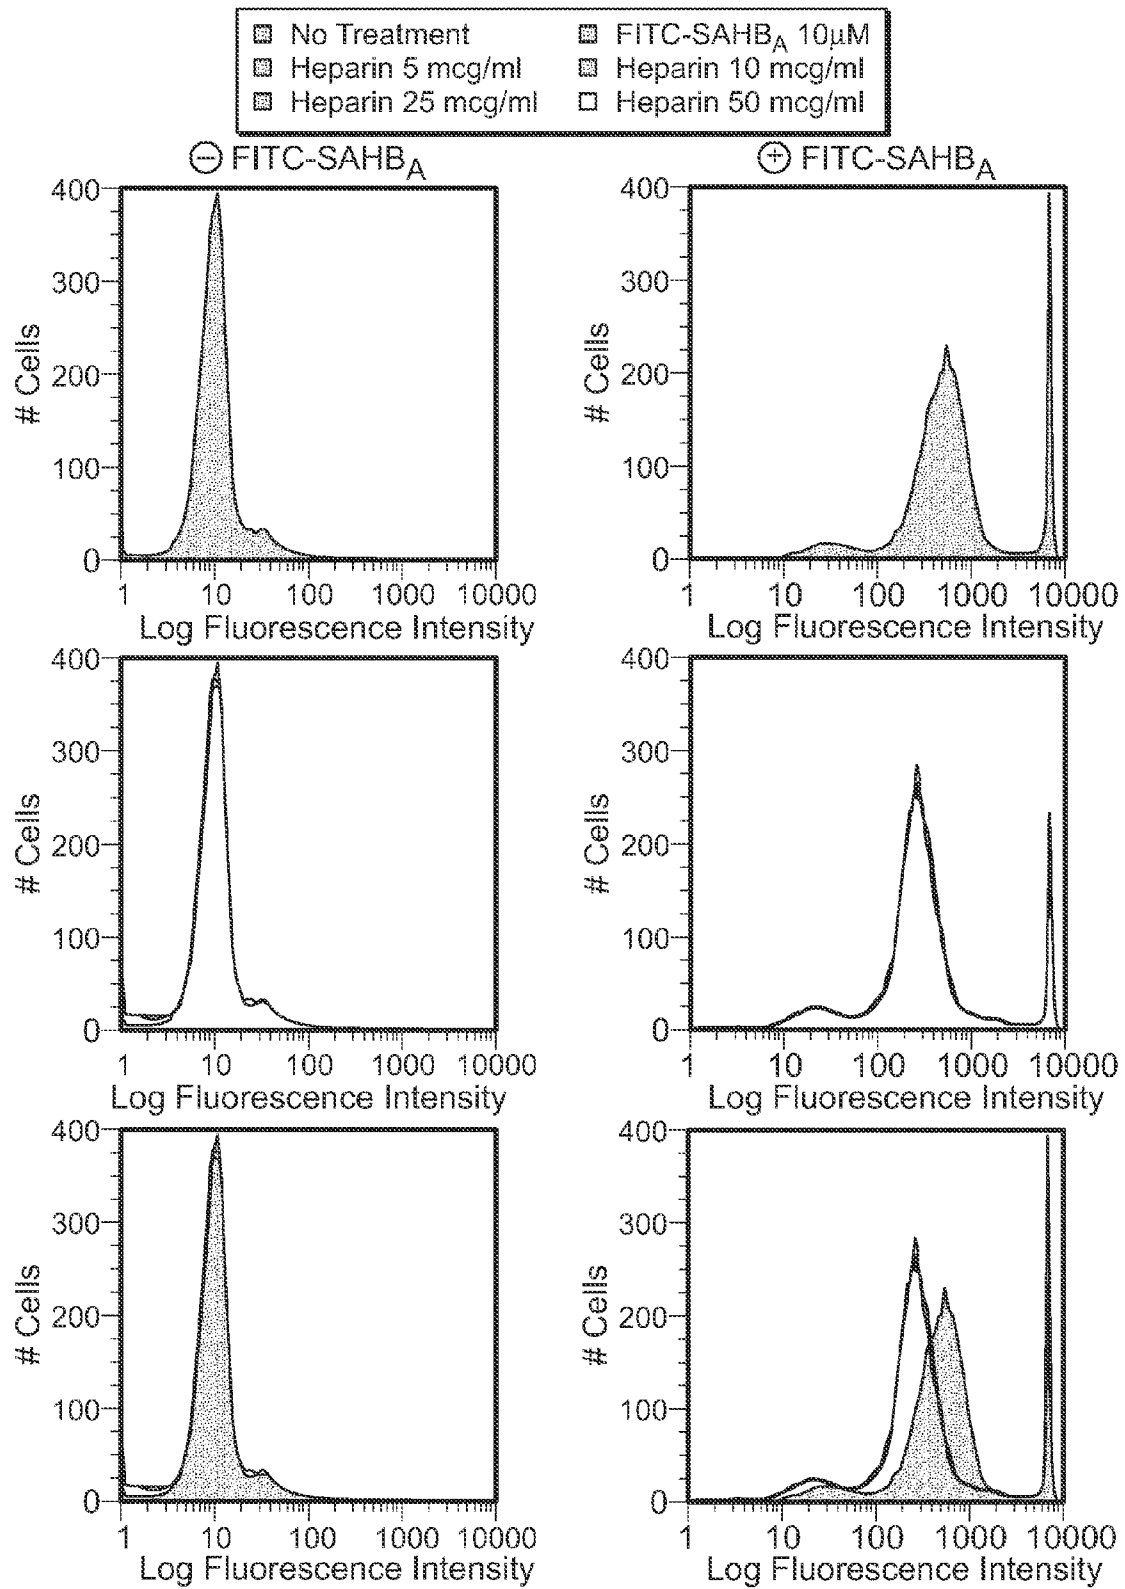 No Treatment FITC-SAHBA 10μM
Heparin 5 mcg/ml Heparin 10 mcg/ml
Heparin 25 mcg/ml Heparin 50 mcg/ml
⊖ FITC-SAHBA ⊕ FITC-SAHBA
400
300
200
100
0
# Cells
1 10 100 1000 10000
Log Fluorescence Intensity
400
300
200
100
0
# Cells
1 10 100 1000 10000
Log Fluorescence Intensity
400
300
200
100
0
# Cells
1 10 100 1000 10000
Log Fluorescence Intensity
400
300
200
100
0
# Cells
1 10 100 1000 10000
Log Fluorescence Intensity
400
300
200
100
0
# Cells
1 10 100 1000 10000
Log Fluorescence Intensity
400
300
200
100
0
# Cells
1 10 100 1000 10000
Log Fluorescence Intensity